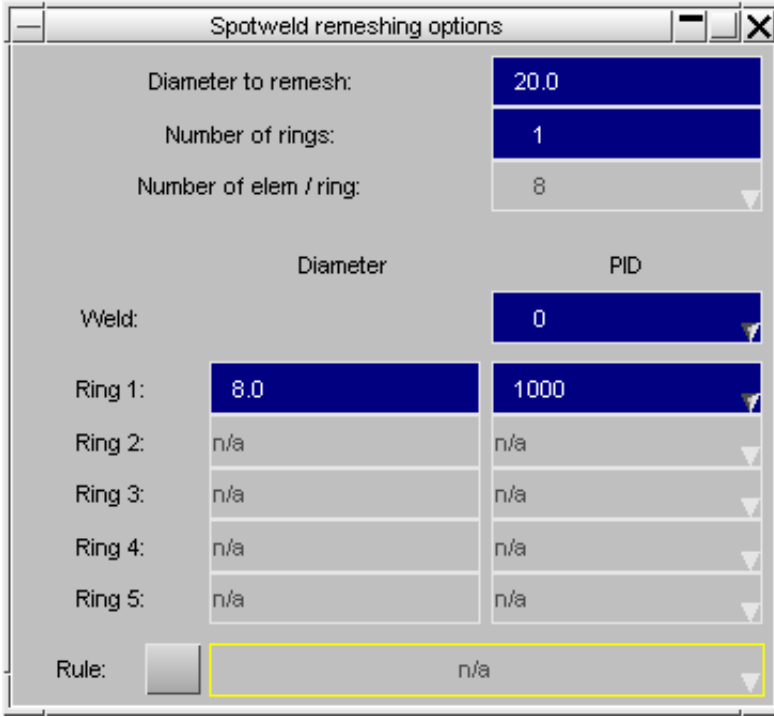 Spotweld remeshing options
Diameter to remesh: 20.0
Number of rings: 1
Number of elem / ring: 8
Diameter PID
Weld: 0
Ring 1: 8.0 1000
Ring 2: n/a n/a
Ring 3: n/a n/a
Ring 4: n/a n/a
Ring 5: n/a n/a
Rule: n/a